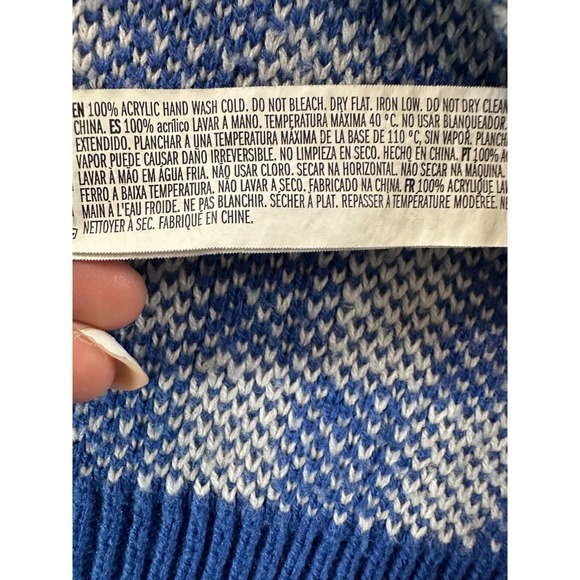 EN 100% ACRYLIC HAND WASH COLD. DO NOT BLEACH. DRY FLAT. IRON LOW. DO NOT DRY CLEAN
CHINA. ES 100% acrílico LAVAR A MANO. TEMPERATURA MÁXIMA 40 °C. NO USAR BLANQUEADOR.
EXTENDIDO. PLANCHAR A UNA TEMPERATURA MÁXIMA DE LA BASE DE 110 °C, SIN VAPOR. PLANCHA
VAPOR PUEDE CAUSAR DAÑO IRREVERSIBLE. NO LIMPIEZA EN SECO. HECHO EN CHINA. PT 100% AC
LAVAR À MÃO EM ÁGUA FRIA. NÃO USAR CLORO. SECAR NA HORIZONTAL. NÃO SECAR NA MÁQUINA.
FERRO A BAIXA TEMPERATURA. NÃO LAVAR A SECO. FABRICADO NA CHINA. FR 100% ACRYLIQUE LAV
MAIN À L'EAU FROIDE. NE PAS BLANCHIR. SÉCHER À PLAT. REPASSER À TEMPÉRATURE MODÉRÉE. NE
NETTOYER À SEC. FABRIQUÉ EN CHINE.